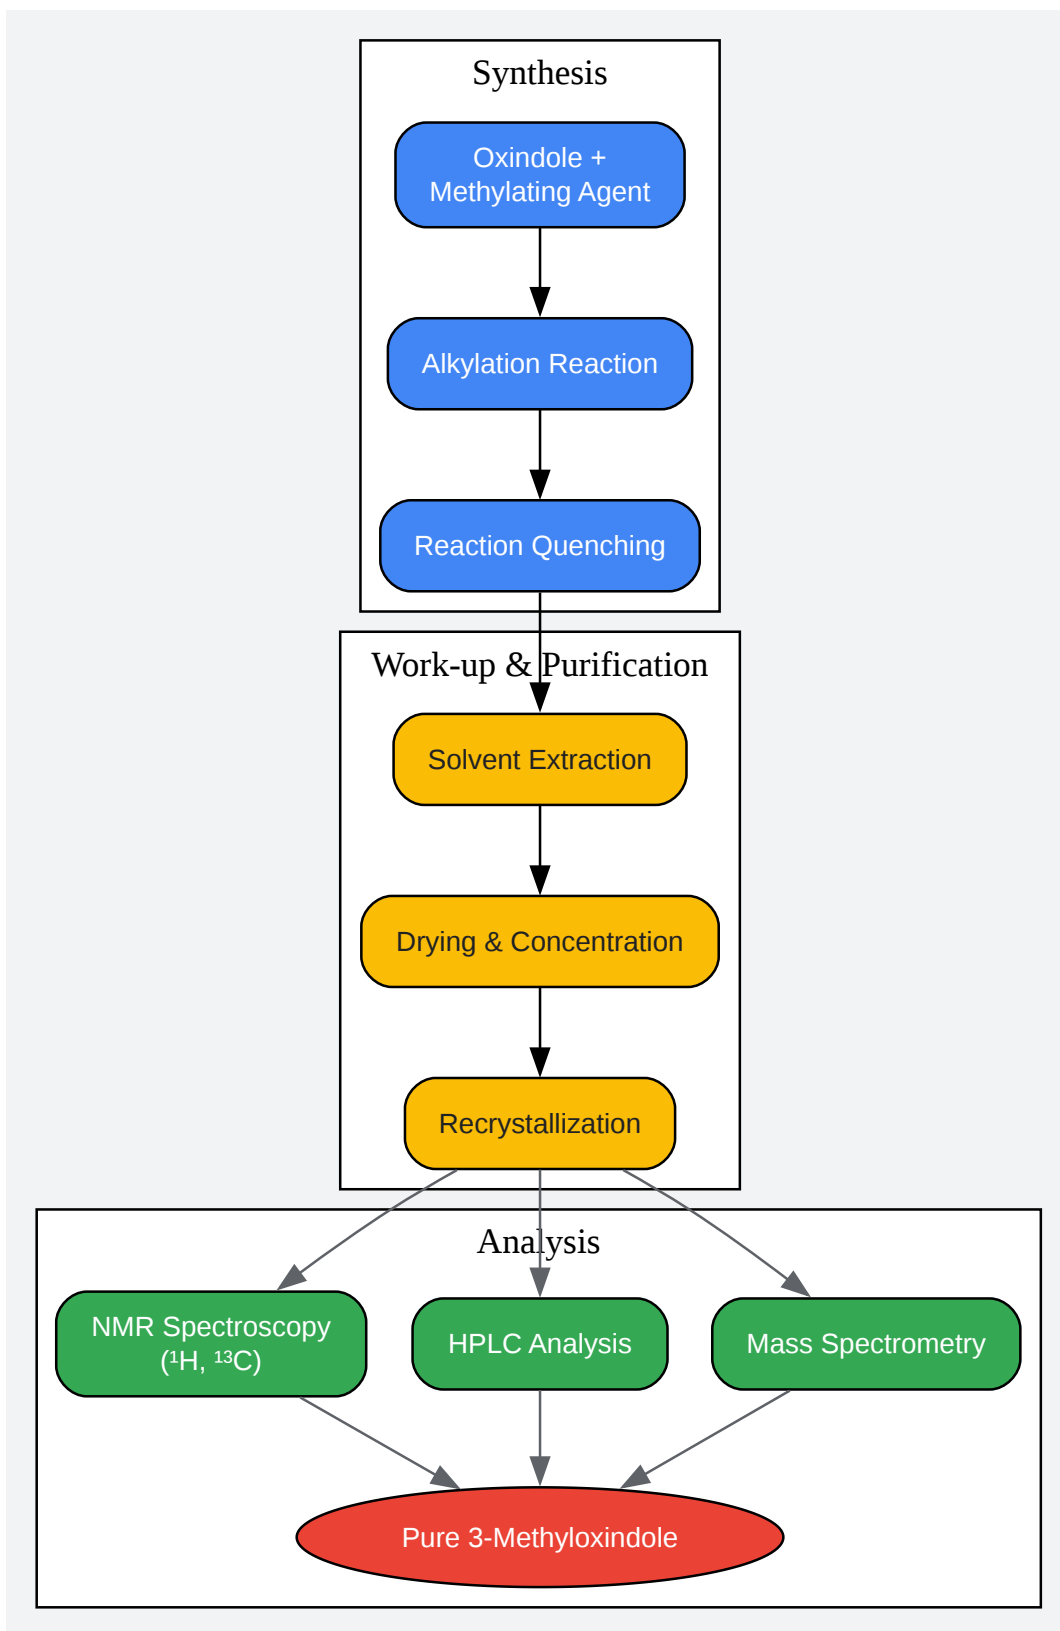 Synthesis
Oxindole +
Methylating Agent
Alkylation Reaction
Reaction Quenching
Work-up & Purification
Solvent Extraction
Drying & Concentration
Recrystallization
Analysis
NMR Spectroscopy
(¹H, ¹³C)
HPLC Analysis
Mass Spectrometry
Pure 3-Methyloxindole